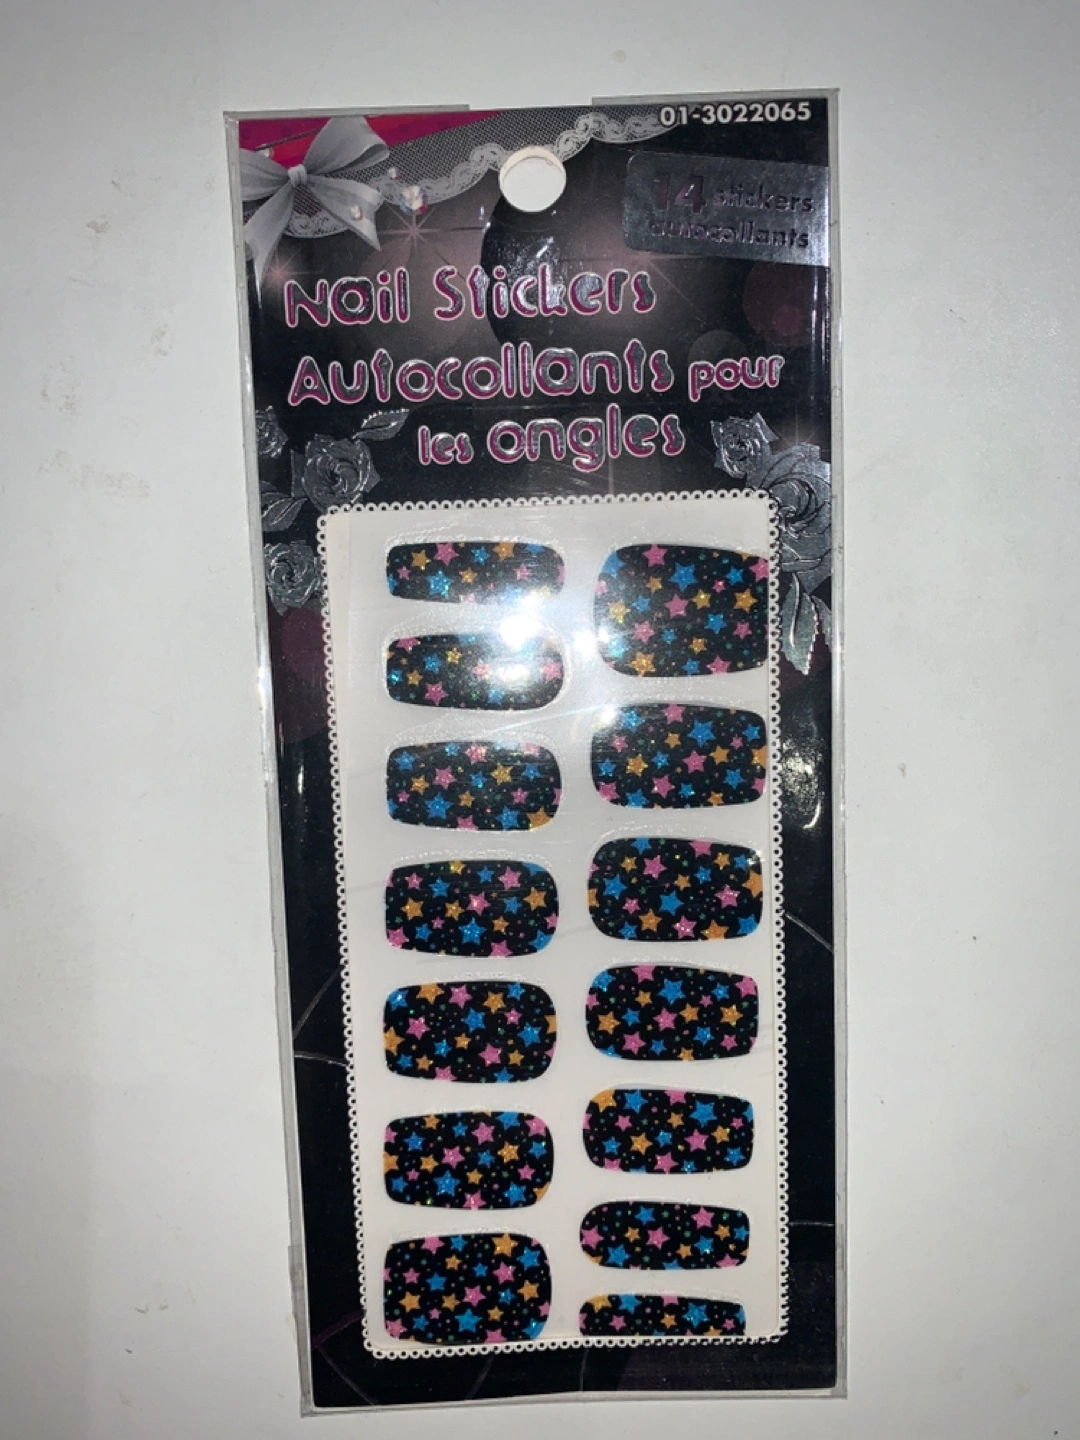 01-3022065
14 stickers
autocollants
Nail Stickers
Autocollants pour
les ongles